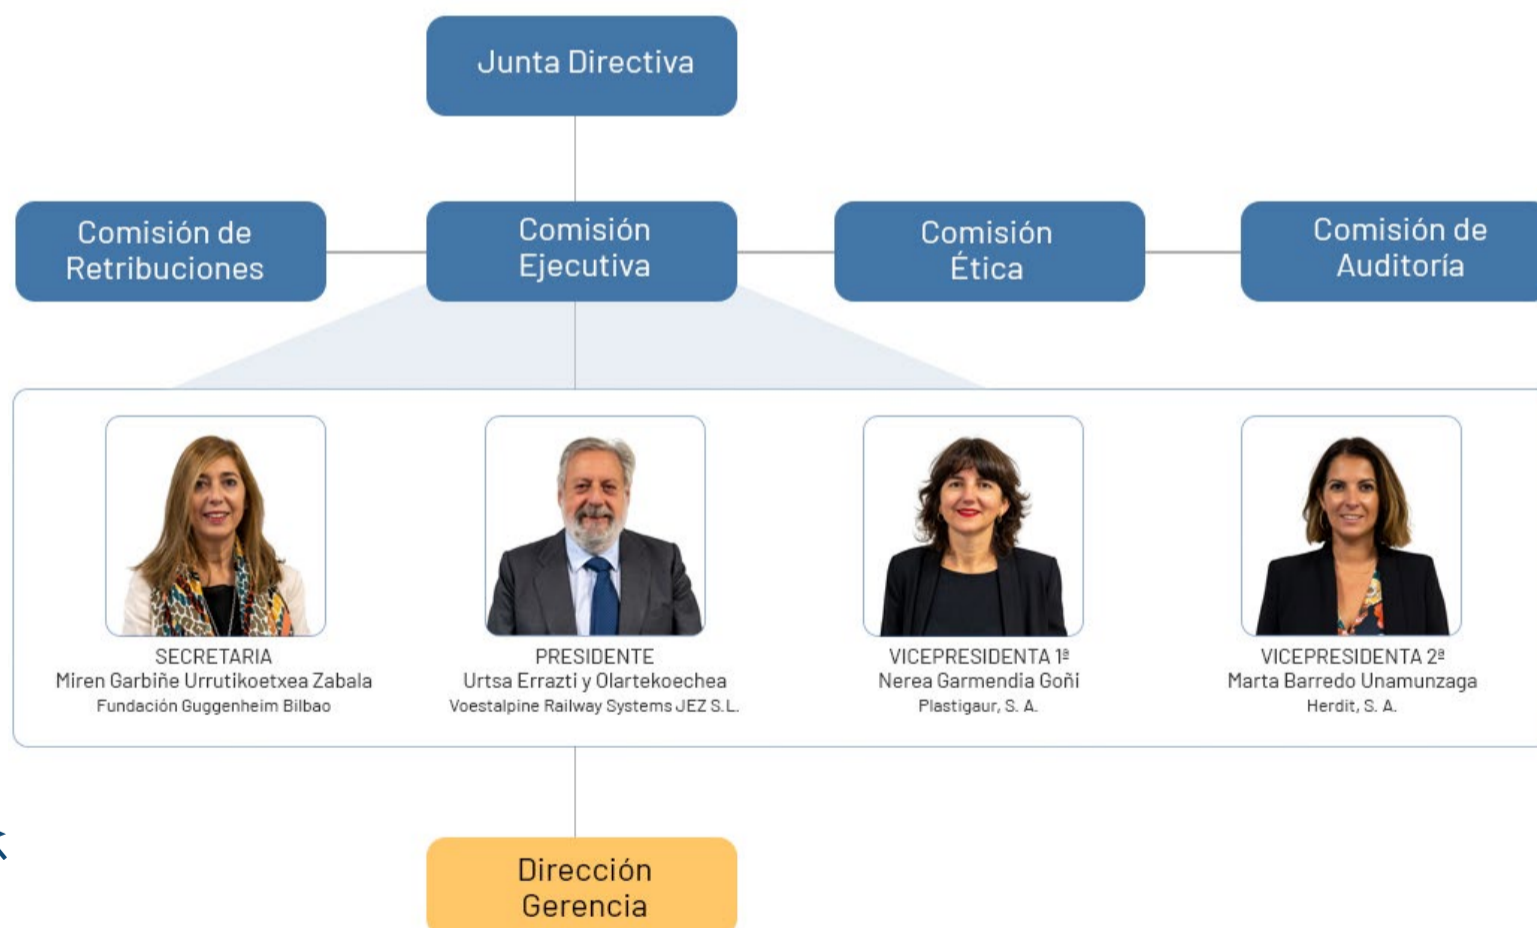 Junta Directiva
Comisión de
Retribuciones
Comisión
Ejecutiva
Comisión
Ética
Comisión de
Auditoría
SECRETARIA
Miren Garbiñe Urrutikoetxea Zabala
Fundación Guggenheim Bilbao
PRESIDENTE
Urtsa Errazti y Olartekoechea
Voestalpine Railway Systems JEZ S.L.
VICEPRESIDENTA 1ª
Nerea Garmendia Goñi
Plastigaur, S. A.
VICEPRESIDENTA 2ª
Marta Barredo Unamunzaga
Herdit, S. A.
Dirección
Gerencia